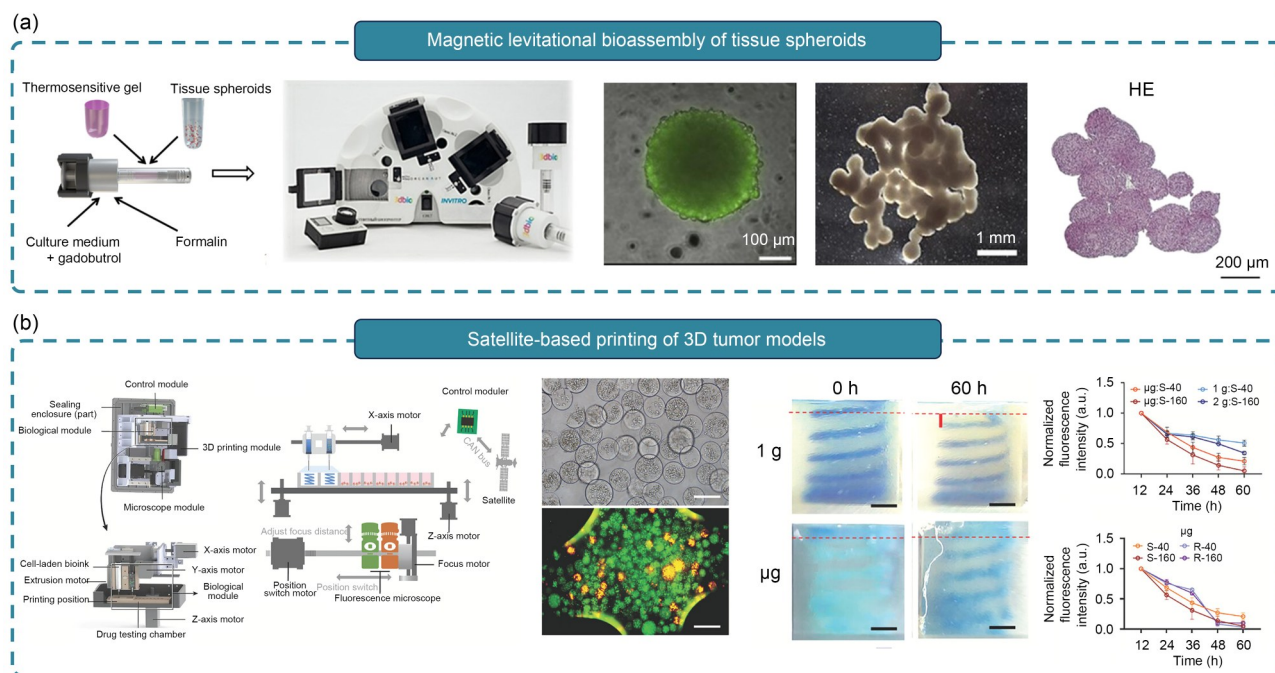 (a)
Magnetic levitational bioassembly of tissue spheroids
Thermosensitive gel
Tissue spheroids
Culture medium
+ gadobutrol
Formalin
3dbio
3dbio
INVITRO
3dbio
100 µm
1 mm
HE
200 µm
(b)
Satellite-based printing of 3D tumor models
Control module
Sealing
enclosure (part)
Biological module
3D printing module
Microscope module
Cell-laden bioink
Extrusion motor
Printing position
X-axis motor
Y-axis motor
Biological
module
Z-axis motor
Drug testing chamber
Control moduler
X-axis motor
CAN bus
Satellite
Z-axis motor
Adjust focus distance
Focus motor
Position
switch motor
Position switch
Fluorescence microscope
0 h
60 h
1 g
µg
µg:S-40
1 g:S-40
µg:S-160
2 g:S-160
Normalized
fluorescence
intensity (a.u.)
1.5
1.0
0.5
0.0
12 24 36 48 60
Time (h)
µg
S-40
R-40
S-160
R-160
Normalized
fluorescence
intensity (a.u.)
1.5
1.0
0.5
0.0
12 24 36 48 60
Time (h)